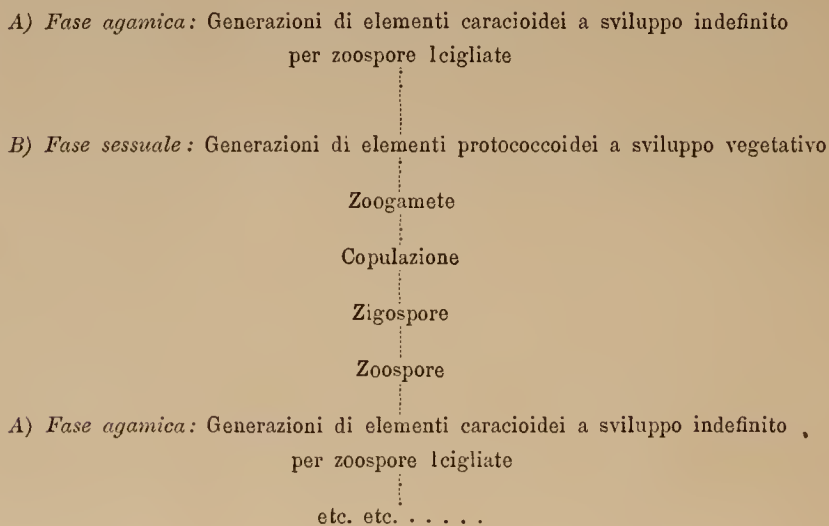 A) Fase agamica: Generazioni di elementi caracioidei a sviluppo indefinito
per zoospore 1cigliate
B) Fase sessuale: Generazioni di elementi protococcoidei a sviluppo vegetativo
Zoogamete
Copulazione
Zigospore
Zoospore
A) Fase agamica: Generazioni di elementi caracioidei a sviluppo indefinito
per zoospore 1cigliate
etc. etc. . . . . .